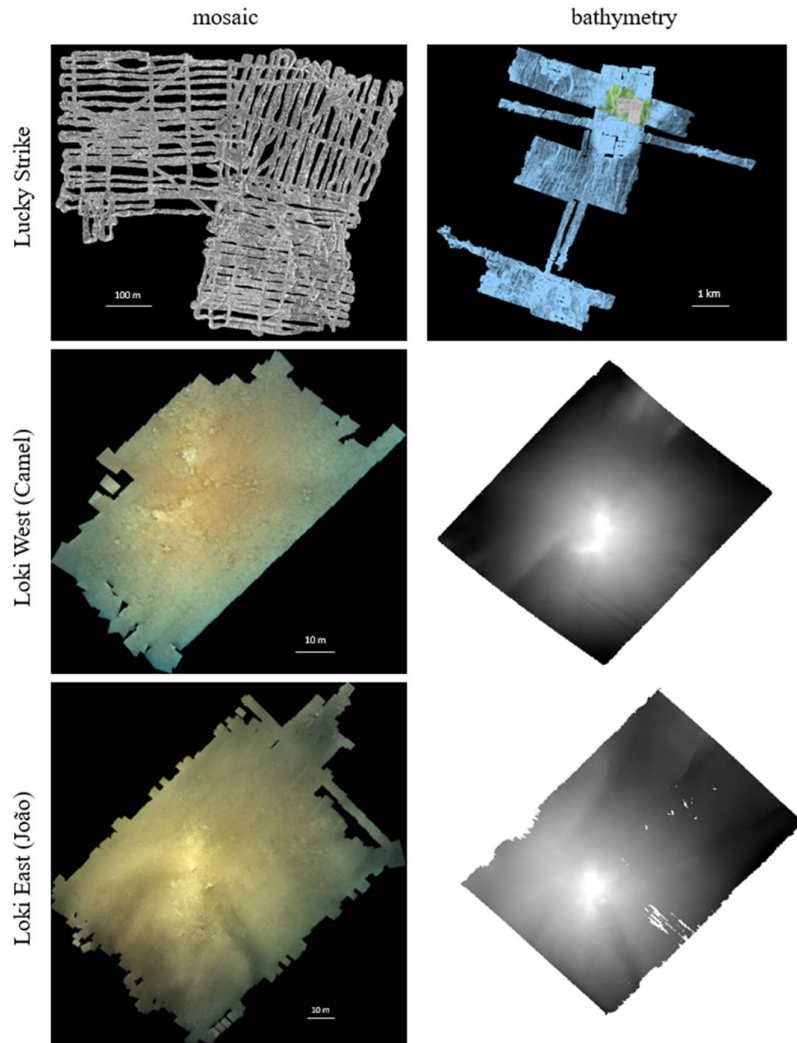 mosaic
bathymetry
Lucky Strike
100 m
1 km
Loki West (Camel)
10 m
Loki East (João)
10 m